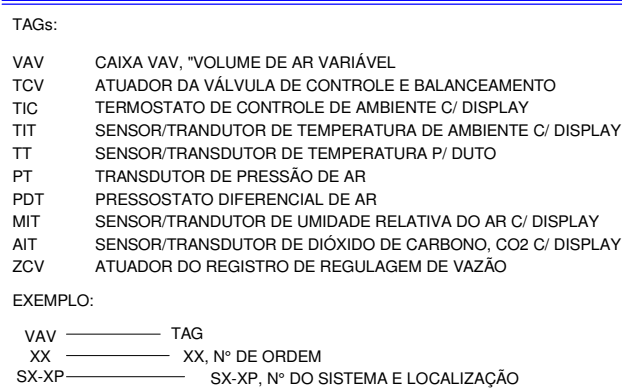 TAGs:
VAV CAIXA VAV, "VOLUME DE AR VARIÁVEL
TCV ATUADOR DA VÁLVULA DE CONTROLE E BALANCEAMENTO
TIC TERMOSTATO DE CONTROLE DE AMBIENTE C/ DISPLAY
TIT SENSOR/TRANDUTOR DE TEMPERATURA DE AMBIENTE C/ DISPLAY
TT SENSOR/TRANSDUTOR DE TEMPERATURA P/ DUTO
PT TRANSDUTOR DE PRESSÃO DE AR
PDT PRESSOSTATO DIFERENCIAL DE AR
MIT SENSOR/TRANDUTOR DE UMIDADE RELATIVA DO AR C/ DISPLAY
AIT SENSOR/TRANSDUTOR DE DIÓXIDO DE CARBONO, CO2 C/ DISPLAY
ZCV ATUADOR DO REGISTRO DE REGULAGEM DE VAZÃO
EXEMPLO:
VAV TAG
XX XX, N° DE ORDEM
SX-XP SX-XP, N° DO SISTEMA E LOCALIZAÇÃO